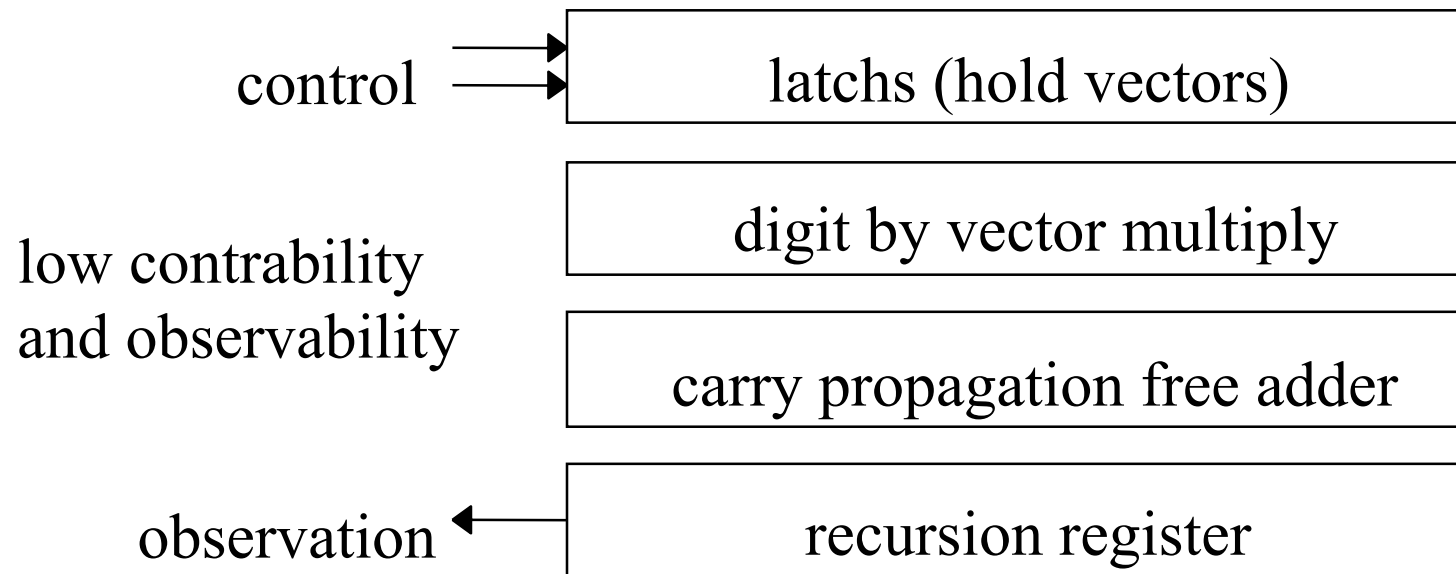 control
latchs (hold vectors)
digit by vector multiply
low contrability
and observability
carry propagation free adder
observation
recursion register